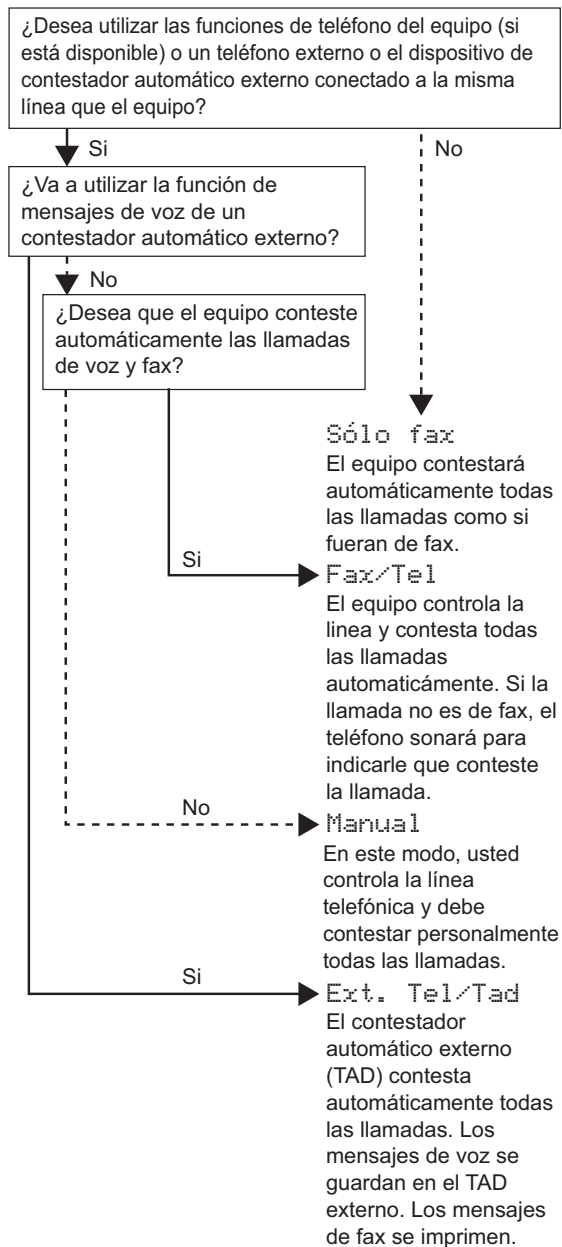 ¿Desea utilizar las funciones de teléfono del equipo (si
está disponible) o un teléfono externo o el dispositivo de
contestador automático externo conectado a la misma
línea que el equipo?
Si
No
¿Va a utilizar la función de
mensajes de voz de un
contestador automático externo?
No
¿Desea que el equipo conteste
automáticamente las llamadas
de voz y fax?
Sólo fax
El equipo contestará
automáticamente todas
las llamadas como si
fueran de fax.
Si
Fax/Tel
El equipo controla la
linea y contesta todas
las llamadas
automaticámente. Si la
llamada no es de fax, el
teléfono sonará para
indicarle que conteste
la llamada.
No
Manual
En este modo, usted
controla la línea
telefónica y debe
contestar personalmente
todas las llamadas.
Si
Ext. Tel/Tad
El contestador
automático externo
(TAD) contesta
automáticamente todas
las llamadas. Los
mensajes de voz se
guardan en el TAD
externo. Los mensajes
de fax se imprimen.